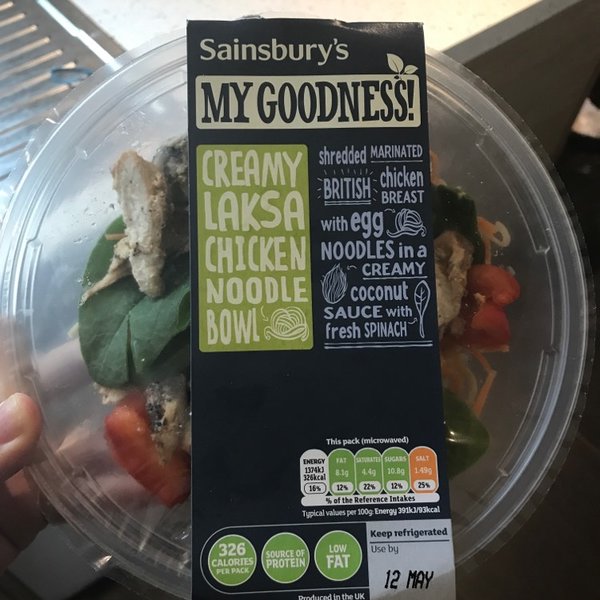 Sainsbury's
MY GOODNESS!
CREAMY
LAKSA
CHICKEN
NOODLE
BOWL
shredded MARINATED
BRITISH chicken
BREAST
with egg
NOODLES in a
CREAMY
coconut
SAUCE with
fresh SPINACH
This pack (microwaved)
ENERGY FAT SATURATES SUGARS SALT
1374kJ 8.1g 4.4g 10.8g 1.49g
326kcal
16% 12% 22% 12% 25%
% of the Reference Intakes
Typical values per 100g: Energy 391kJ/93kcal
326
CALORIES
PER PACK
SOURCE OF
PROTEIN
LOW
FAT
Keep refrigerated
Use by
12 MAY
Produced in the UK